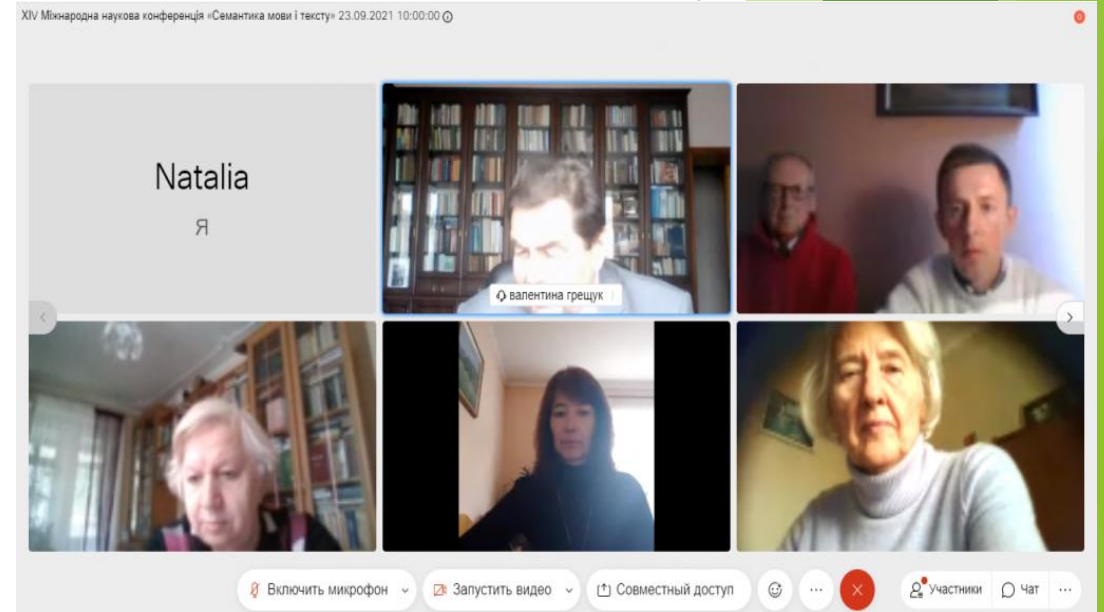 XIV Міжнародна наукова конференція «Семантика мови і тексту» 23.09.2021 10:00:00
Natalia
Я
валентина грещук
Включить микрофон
Запустить видео
Совместный доступ
Участники
Чат